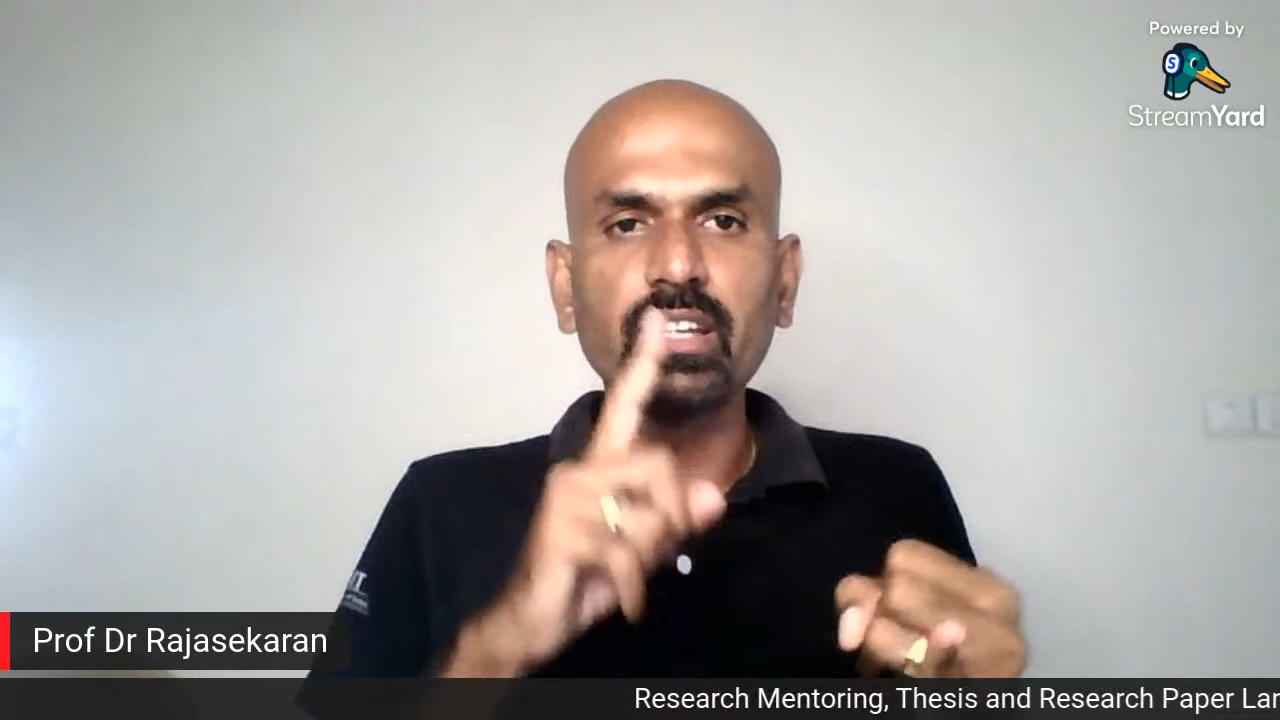 Powered by
S
StreamYard
Prof Dr Rajasekaran
Research Mentoring, Thesis and Research Paper Lar